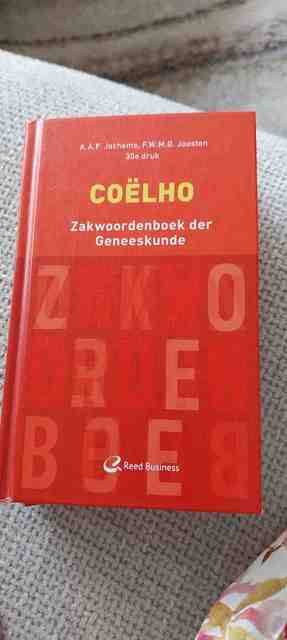 A.A.F. Jochems, F.W.M.G. Joosten
30e druk
COËLHO
Zakwoordenboek der
Geneeskunde
Z K O
R E
B O E B
Reed Business